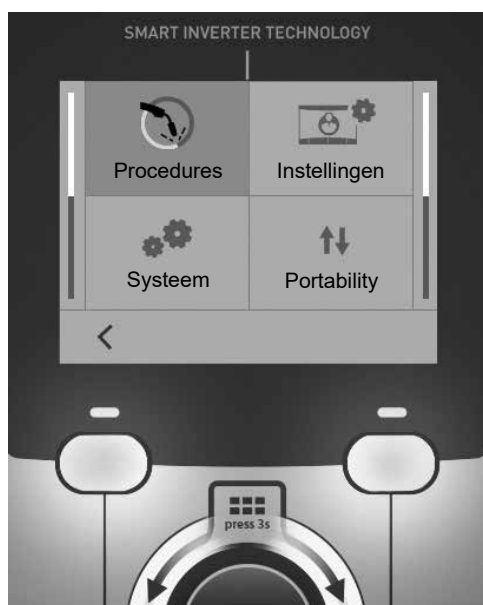 SMART INVERTER TECHNOLOGY
Procedures
Instellingen
Systeem
Portability
press 3s